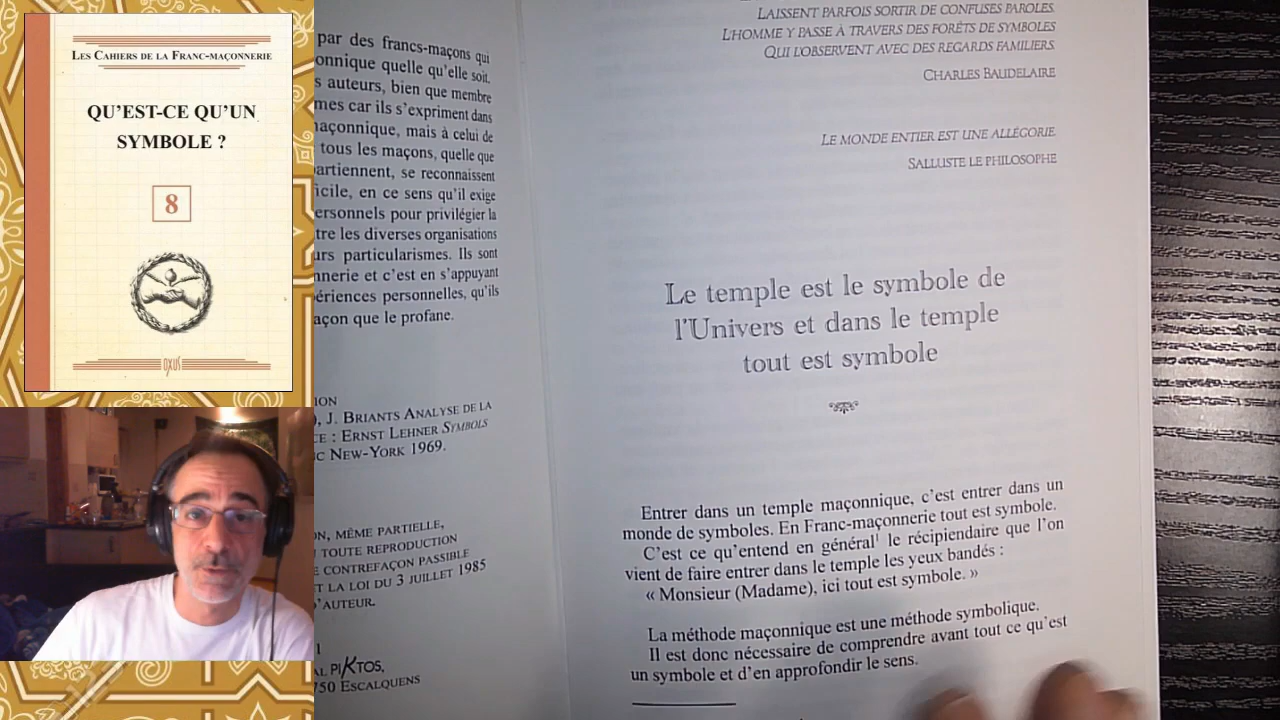 Les Cahiers de la Franc-maçonnerie
QU'EST-CE QU'UN
SYMBOLE ?
8
OXUS
par des francs-maçons qui
onnique quelle qu'elle soit.
s auteurs, bien que membre
mes car ils s'expriment dans
naçonnique, mais à celui de
tous les maçons, quelle que
partiennent, se reconnaissent
icile, en ce sens qu'il exige
ersonnels pour privilégier la
tre les diverses organisations
urs particularismes. Ils sont
nnerie et c'est en s'appuyant
périences personnelles, qu'ils
açon que le profane.
ION
), J. Briants Analyse de la
ce : Ernst Lehner Symbols
c New-York 1969.
on, même partielle,
toute reproduction
e contrefaçon passible
et la loi du 3 juillet 1985
d'auteur.
1
al Piktos,
750 Escalquens
Laissent parfois sortir de confuses paroles.
L'homme y passe à travers des forêts de symboles
Qui l'observent avec des regards familiers.
Charles Baudelaire
Le monde entier est une allégorie.
Salluste le philosophe
Le temple est le symbole de
l'Univers et dans le temple
tout est symbole
Entrer dans un temple maçonnique, c'est entrer dans un
monde de symboles. En Franc-maçonnerie tout est symbole.
C'est ce qu'entend en général¹ le récipiendaire que l'on
vient de faire entrer dans le temple les yeux bandés :
« Monsieur (Madame), ici tout est symbole. »
La méthode maçonnique est une méthode symbolique.
Il est donc nécessaire de comprendre avant tout ce qu'est
un symbole et d'en approfondir le sens.